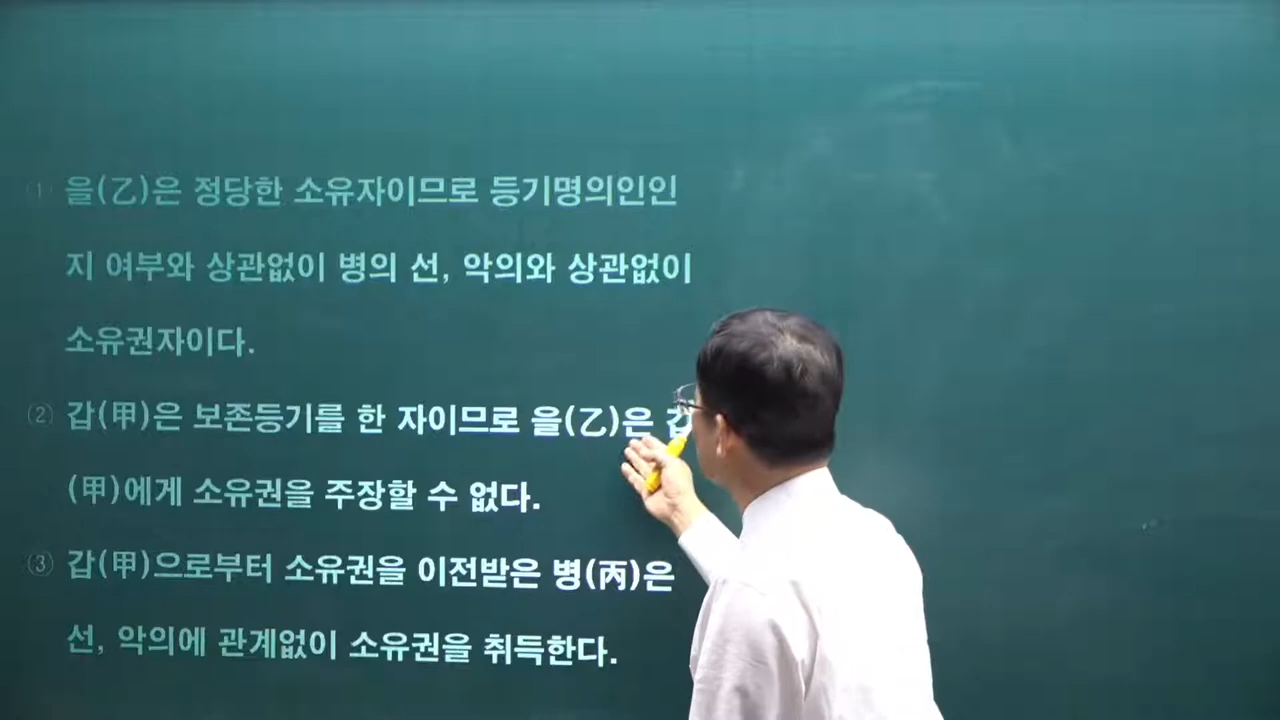 ① 을(乙)은 정당한 소유자이므로 등기명의인인
지 여부와 상관없이 병의 선, 악의와 상관없이
소유권자이다.
② 갑(甲)은 보존등기를 한 자이므로 을(乙)은 갑
(甲)에게 소유권을 주장할 수 없다.
③ 갑(甲)으로부터 소유권을 이전받은 병(丙)은
선, 악의에 관계없이 소유권을 취득한다.